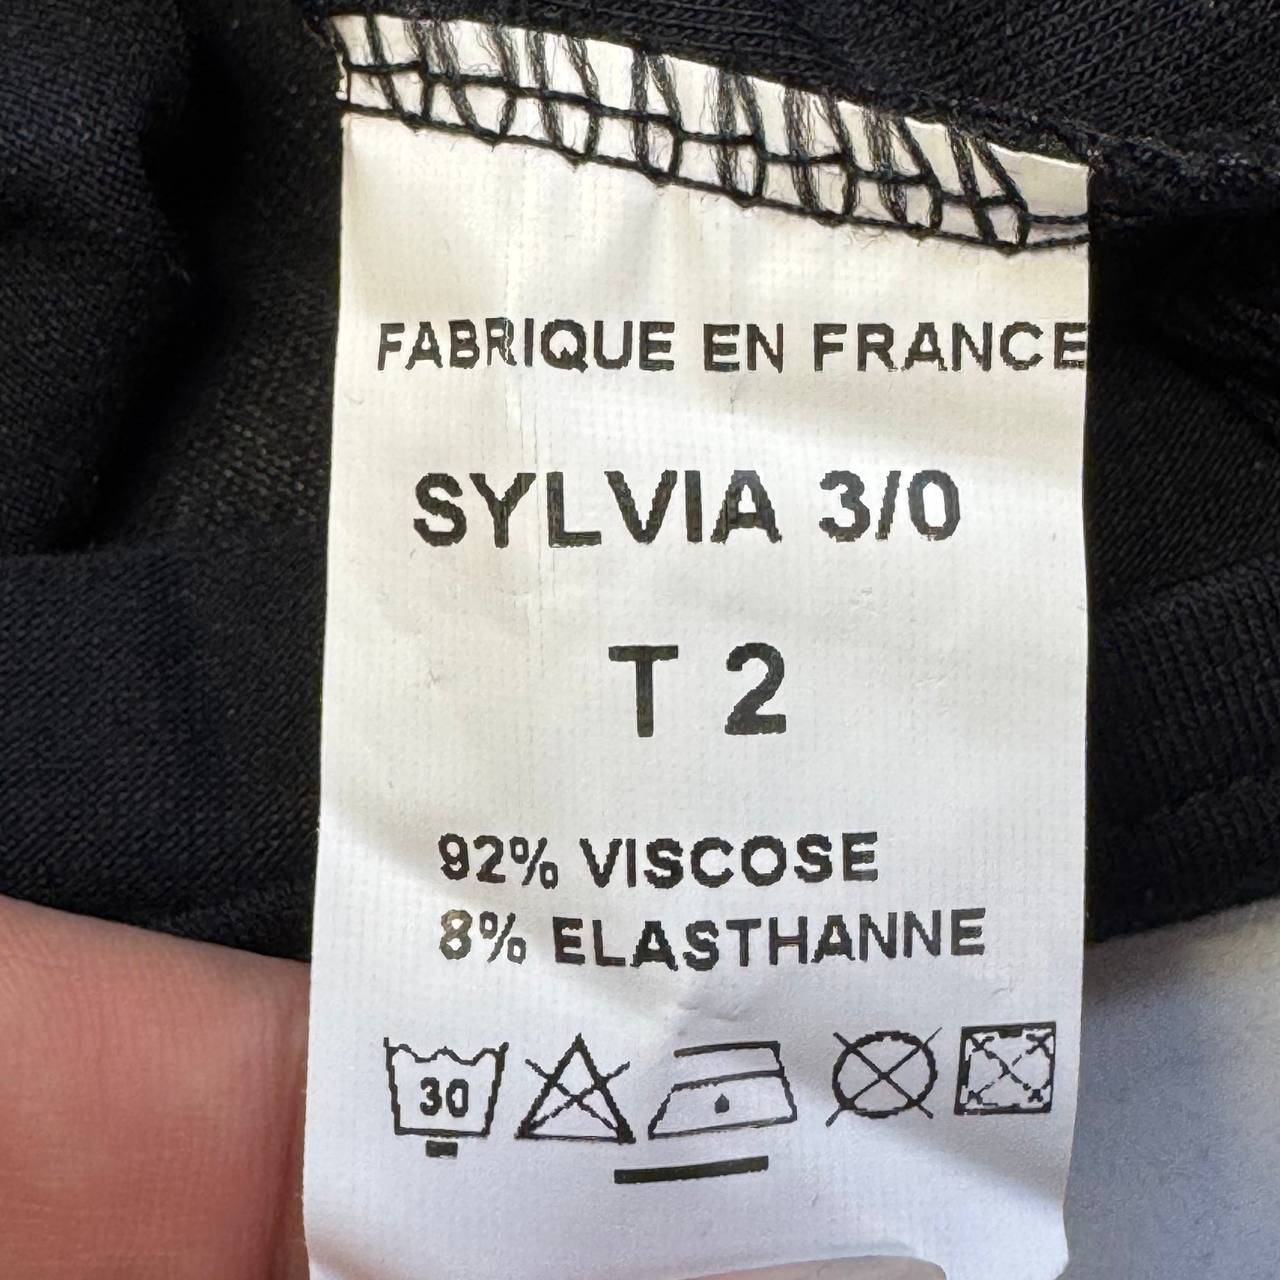 FABRIQUE EN FRANCE
SYLVIA 3/0
T 2
92% VISCOSE
8% ELASTHANNE
30